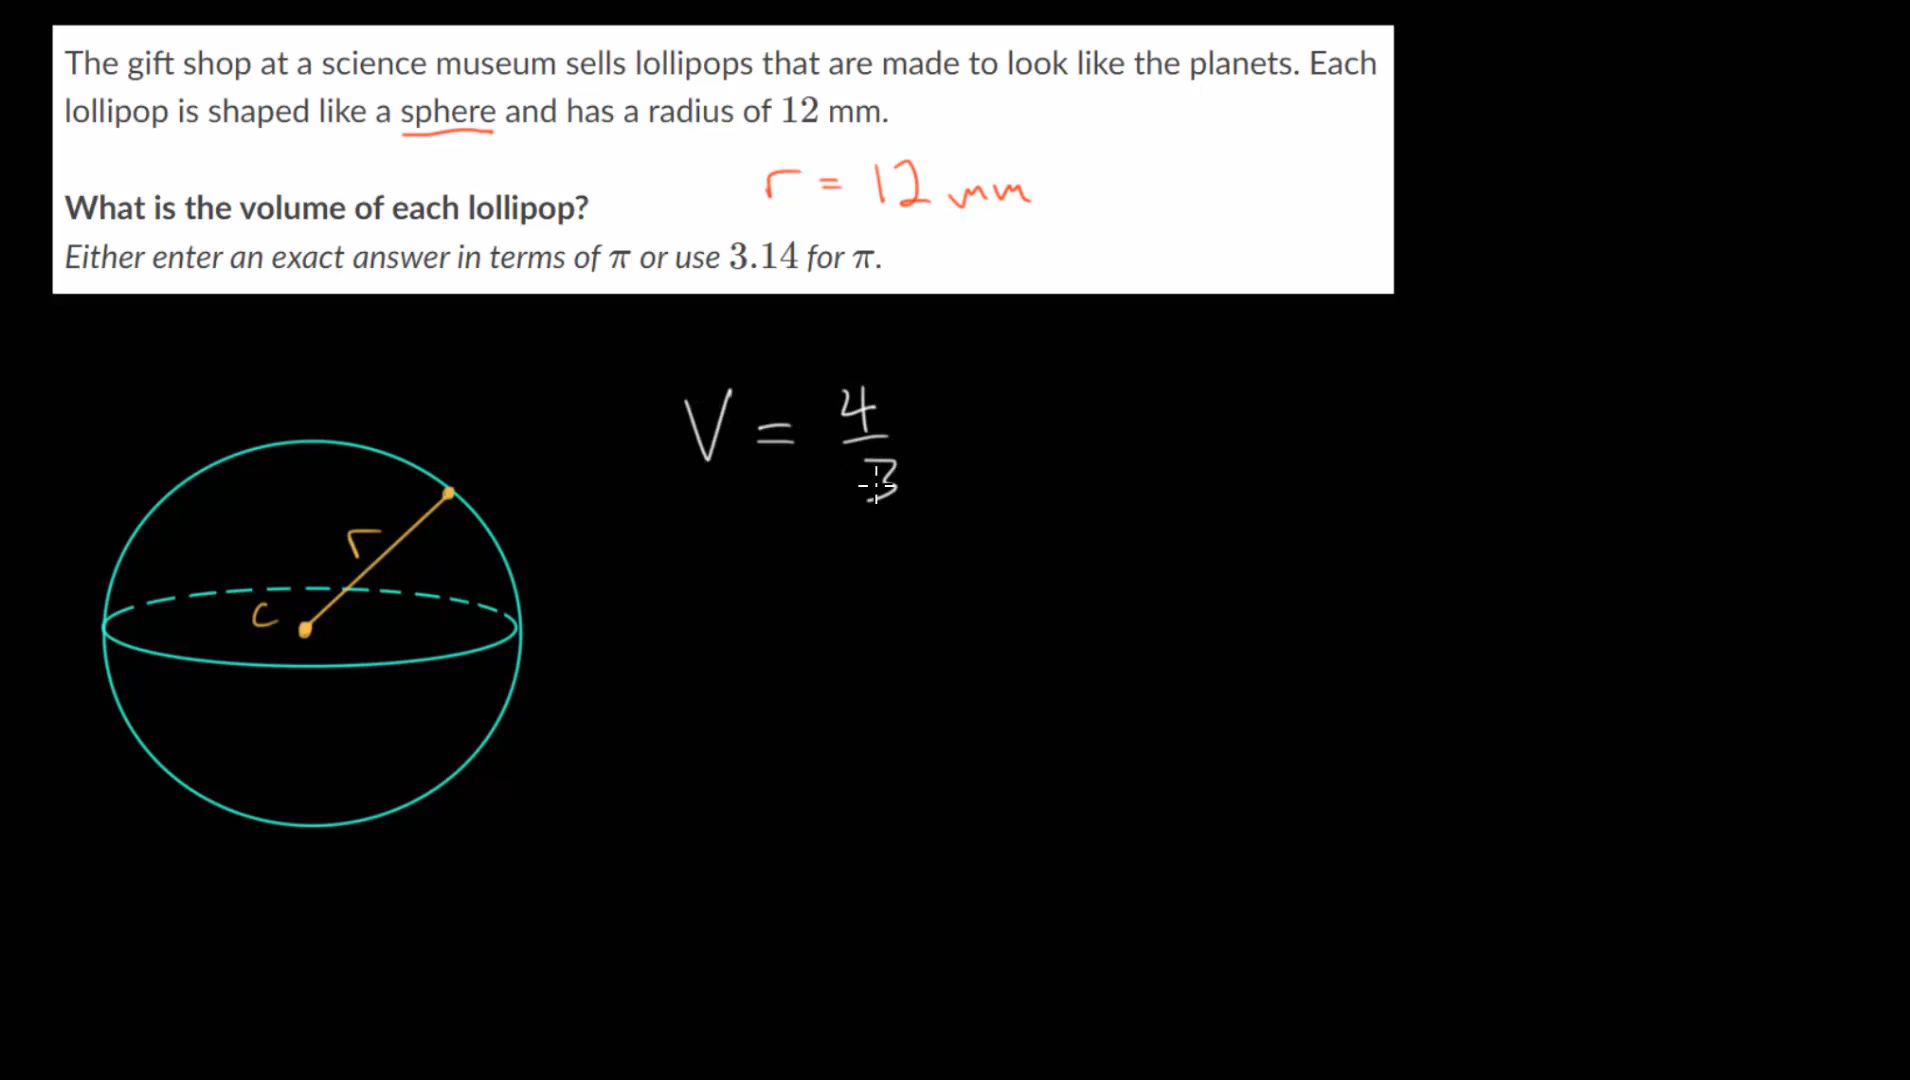 The gift shop at a science museum sells lollipops that are made to look like the planets. Each
lollipop is shaped like a sphere and has a radius of 12 mm.
r = 12 mm
What is the volume of each lollipop?
Either enter an exact answer in terms of π or use 3.14 for π.
V = 4/3
r
c